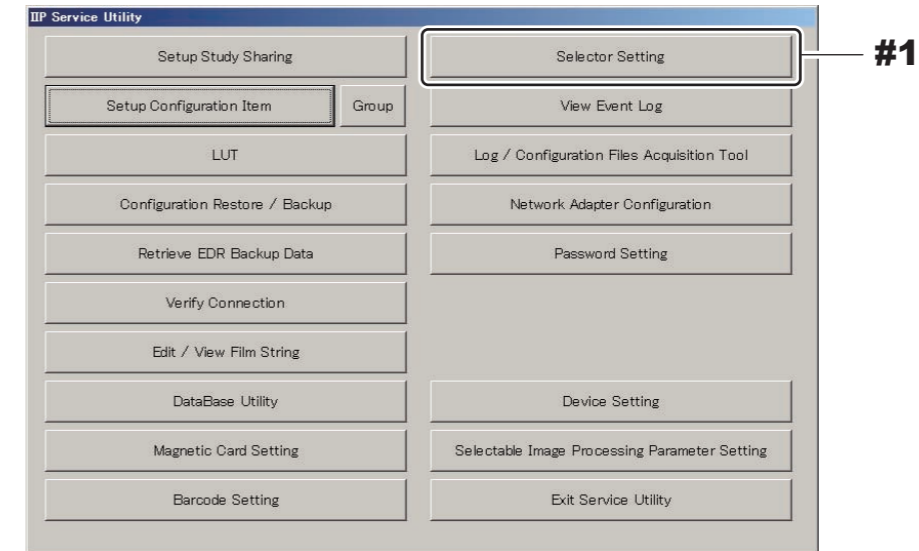 IIP Service Utility
Setup Study Sharing
Selector Setting
#1
Setup Configuration Item
Group
View Event Log
LUT
Log / Configuration Files Acquisition Tool
Configuration Restore / Backup
Network Adapter Configuration
Retrieve EDR Backup Data
Password Setting
Verify Connection
Edit / View Film String
DataBase Utility
Device Setting
Magnetic Card Setting
Selectable Image Processing Parameter Setting
Barcode Setting
Exit Service Utility